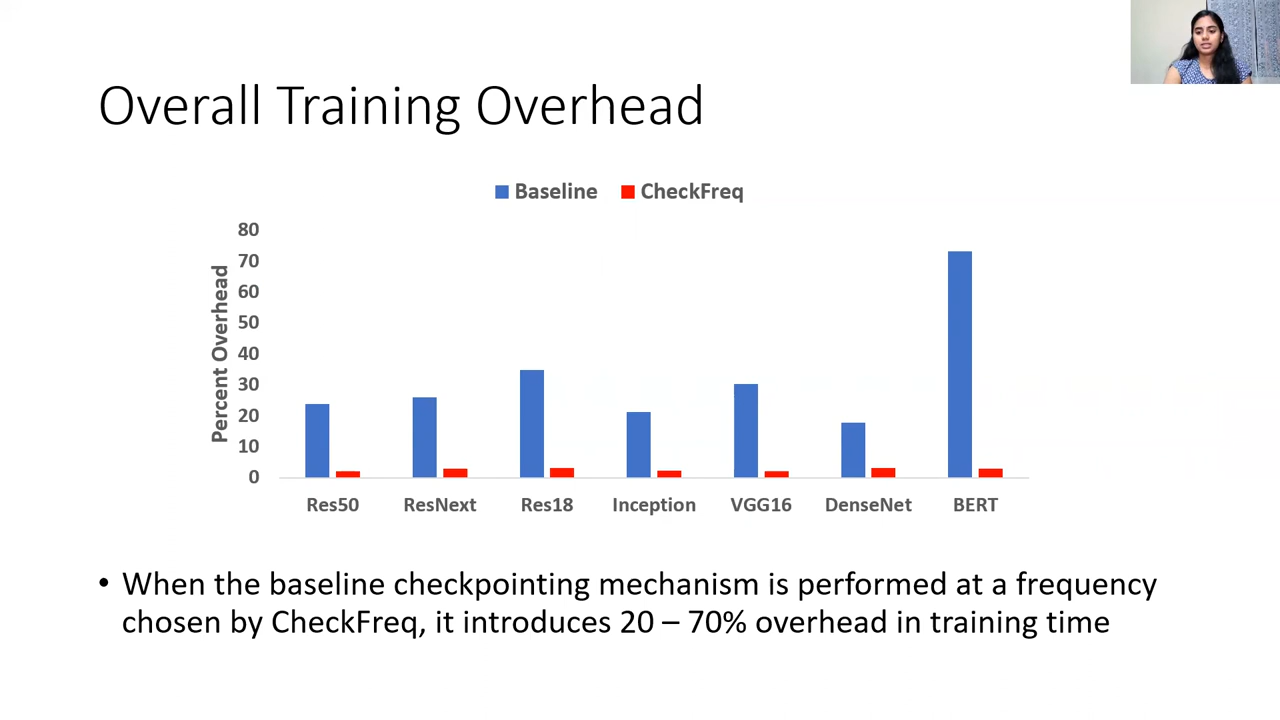 Overall Training Overhead
Baseline CheckFreq
80
70
60
50
40
30
20
10
0
Percent Overhead
Res50 ResNext Res18 Inception VGG16 DenseNet BERT
• When the baseline checkpointing mechanism is performed at a frequency
chosen by CheckFreq, it introduces 20 – 70% overhead in training time